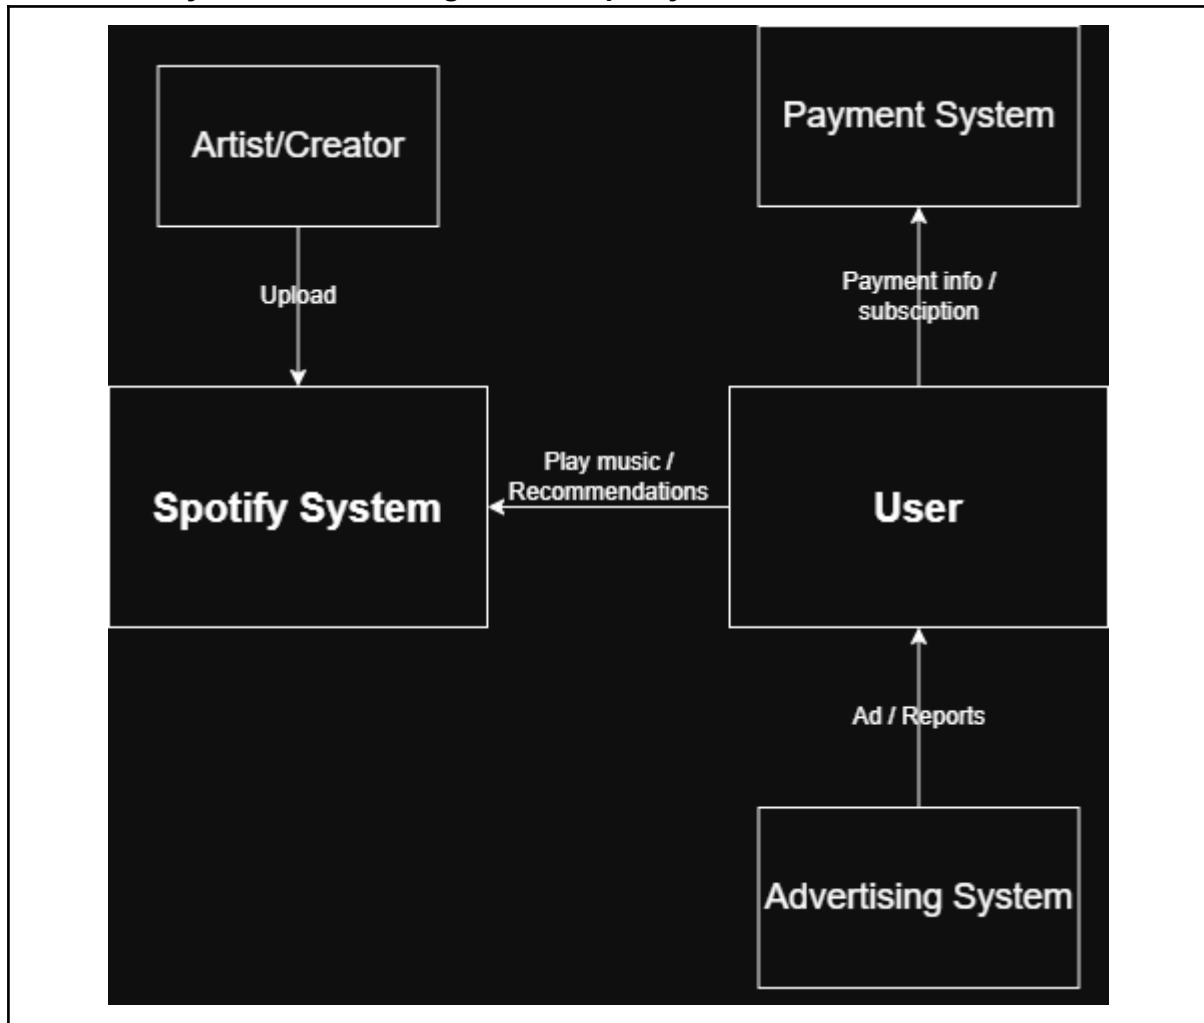 Artist/Creator
Payment System
Upload
Payment info /
subsciption
Play music /
Recommendations
Spotify System
User
Ad / Reports
Advertising System